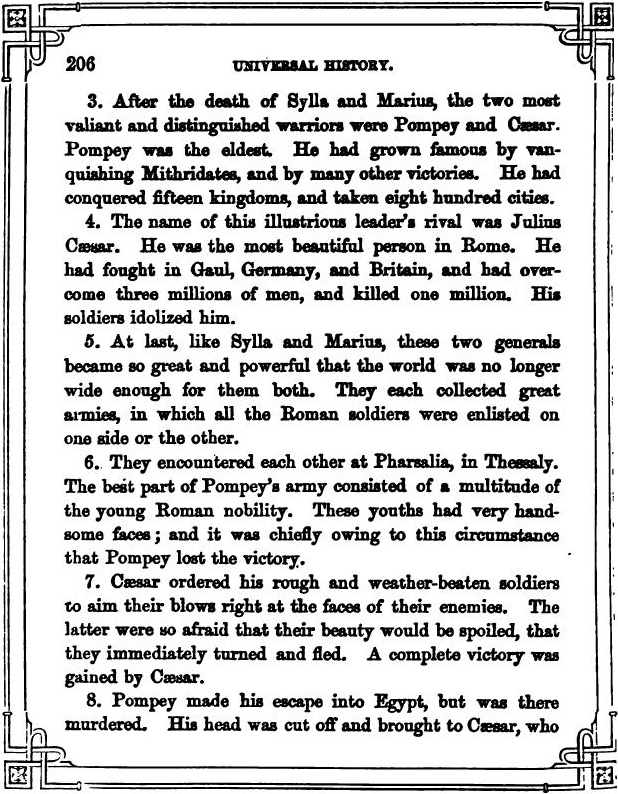 206 UNIVERSAL HISTORY.
3. After the death of Sylla and Marius, the two most
valiant and distinguished warriors were Pompey and Cæsar.
Pompey was the eldest. He had grown famous by van-
quishing Mithridates, and by many other victories. He had
conquered fifteen kingdoms, and taken eight hundred cities.
4. The name of this illustrious leader's rival was Julius
Cæsar. He was the most beautiful person in Rome. He
had fought in Gaul, Germany, and Britain, and had over-
come three millions of men, and killed one million. His
soldiers idolized him.
5. At last, like Sylla and Marius, these two generals
became so great and powerful that the world was no longer
wide enough for them both. They each collected great
armies, in which all the Roman soldiers were enlisted on
one side or the other.
6. They encountered each other at Pharsalia, in Thessaly.
The best part of Pompey's army consisted of a multitude of
the young Roman nobility. These youths had very hand-
some faces; and it was chiefly owing to this circumstance
that Pompey lost the victory.
7. Cæsar ordered his rough and weather-beaten soldiers
to aim their blows right at the faces of their enemies. The
latter were so afraid that their beauty would be spoiled, that
they immediately turned and fled. A complete victory was
gained by Cæsar.
8. Pompey made his escape into Egypt, but was there
murdered. His head was cut off and brought to Cæsar, who